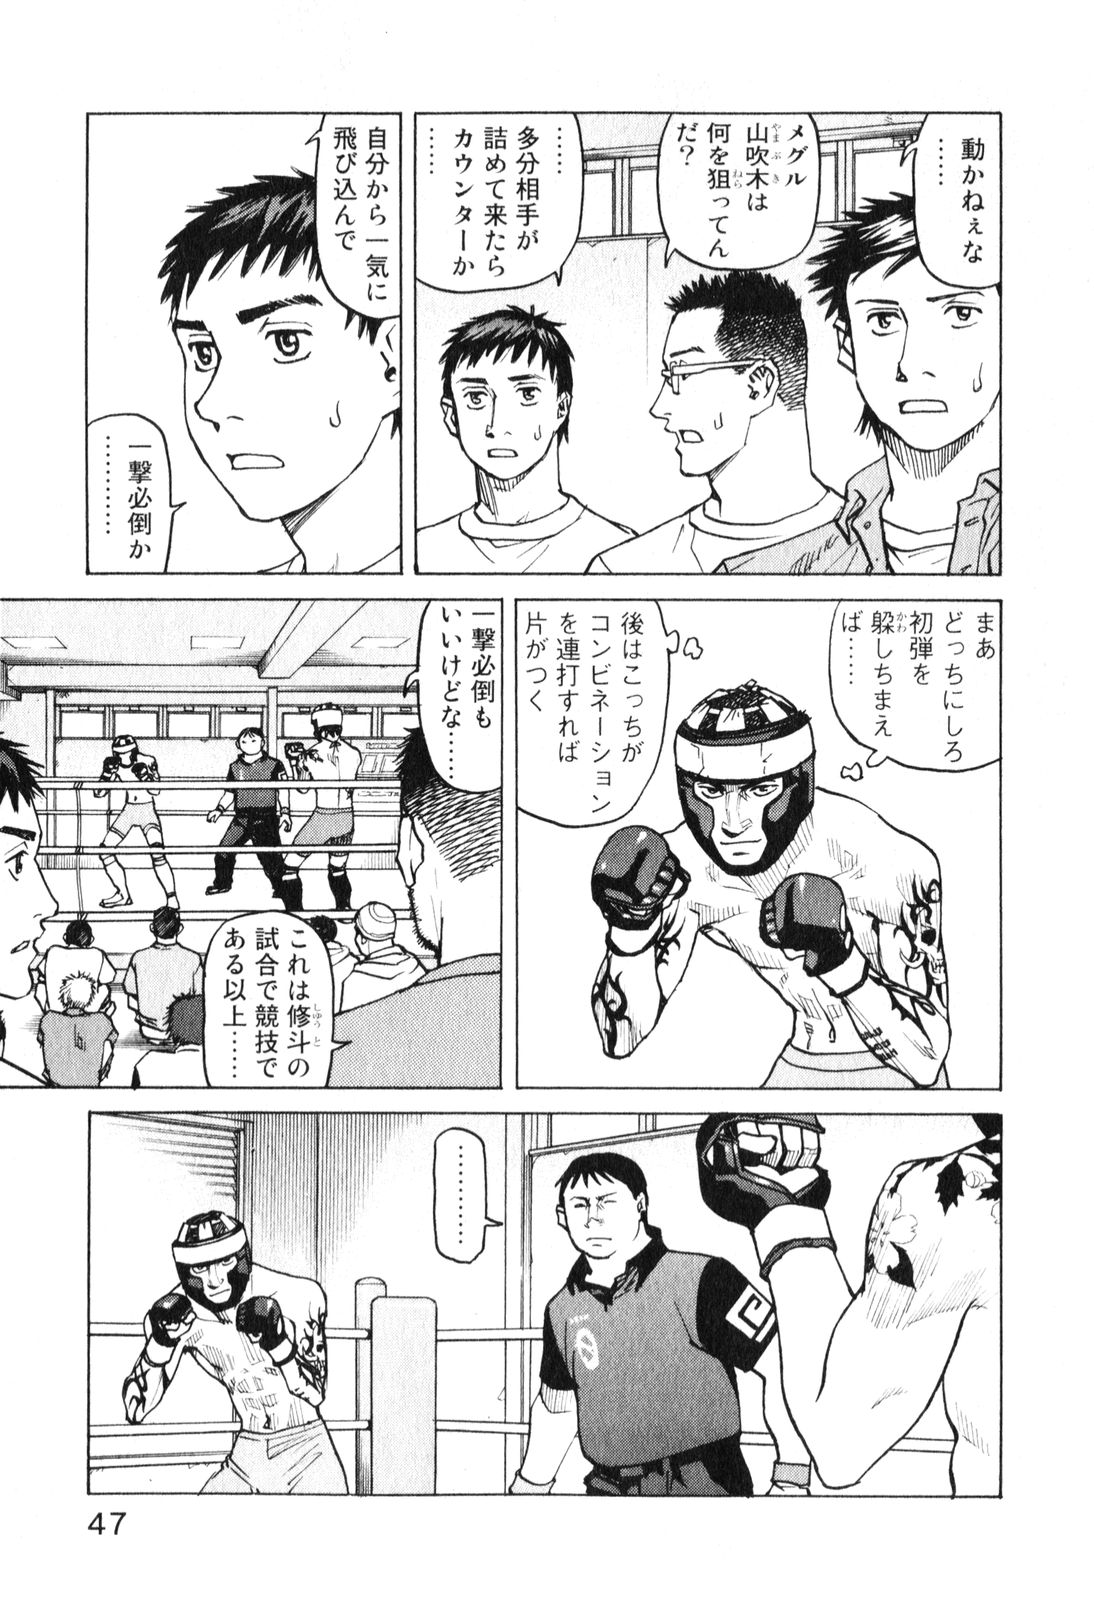 動かねぇな
……
メグル
山吹木は
何を狙ってん
だ?
……
多分相手が
詰めて来たら
カウンターか
……
自分から一気に
飛び込んで
一撃必倒か
………
まあ
どっちにしろ
初弾を
躱しちまえ
ば……
後はこっちが
コンビネーション
を連打すれば
片がつく
一撃必倒も
いいけどな……
これは修斗の
試合で競技で
ある以上……
………
47